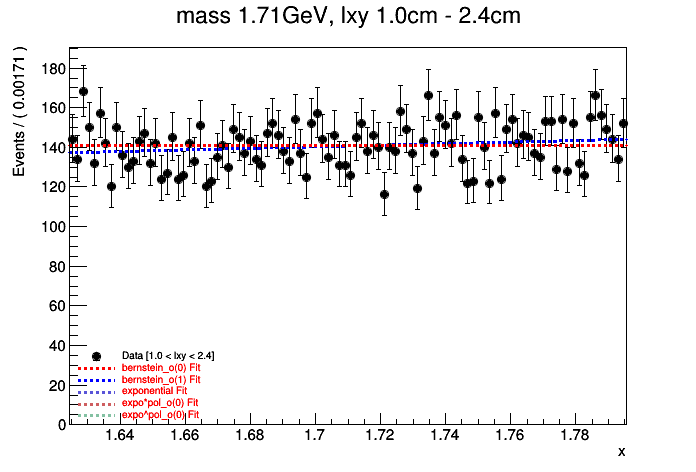 mass 1.71GeV, lxy 1.0cm - 2.4cm
Events / ( 0.00171 )
180
160
140
120
100
80
60
40
20
0
Data [1.0 < lxy < 2.4]
bernstein_o(0) Fit
bernstein_o(1) Fit
exponential Fit
expo*pol_o(0) Fit
expo^pol_o(0) Fit
1.64 1.66 1.68 1.7 1.72 1.74 1.76 1.78
x